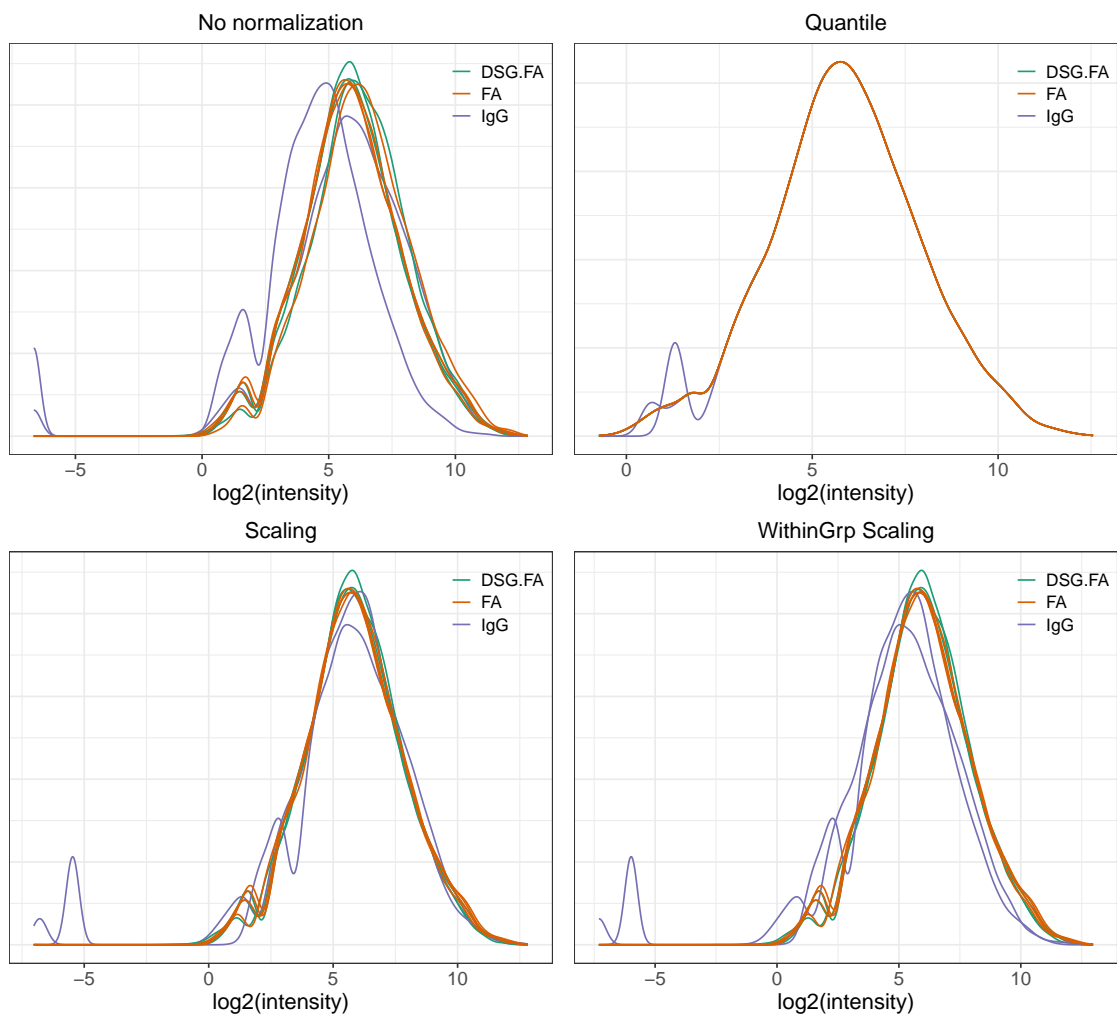 No normalization
DSG.FA
FA
IgG
−5
0
5
10
log2(intensity)
Quantile
DSG.FA
FA
IgG
0
5
10
log2(intensity)
Scaling
DSG.FA
FA
IgG
−5
0
5
10
log2(intensity)
WithinGrp Scaling
DSG.FA
FA
IgG
−5
0
5
10
log2(intensity)